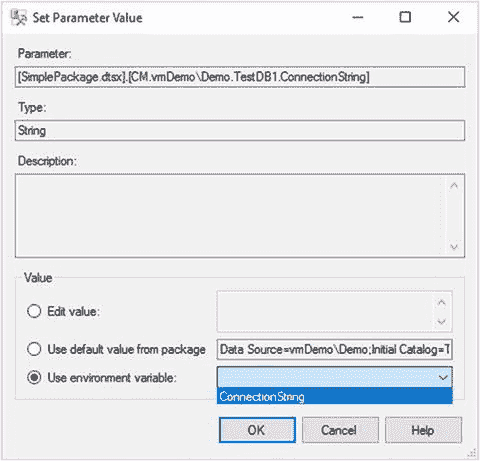 Set Parameter Value
Parameter:
[SimplePackage.dtsx].[CM.vmDemo\Demo.TestDB1.ConnectionString]
Type:
String
Description:
Value
Edit value:
Use default value from package
Data Source=vmDemo\Demo;Initial Catalog=T
Use environment variable:
ConnectionString
OK
Cancel
Help